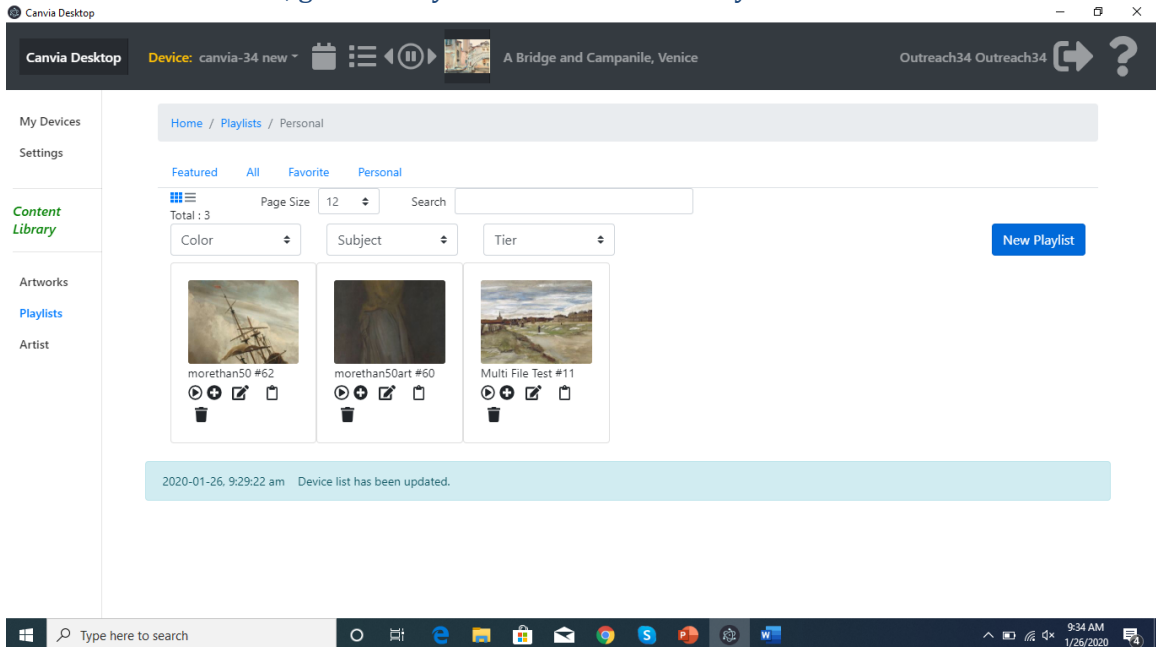 Canvia Desktop
Canvia Desktop Device: canvia-34 new A Bridge and Campanile, Venice Outreach34 Outreach34
My Devices
Settings
Content
Library
Artworks
Playlists
Artist
Home / Playlists / Personal
Featured All Favorite Personal
Page Size 12 Search
Total : 3
Color Subject Tier New Playlist
morethan50 #62 morethan50art #60 Multi File Test #11
2020-01-26, 9:29:22 am Device list has been updated.
Type here to search
9:34 AM
1/26/2020
4